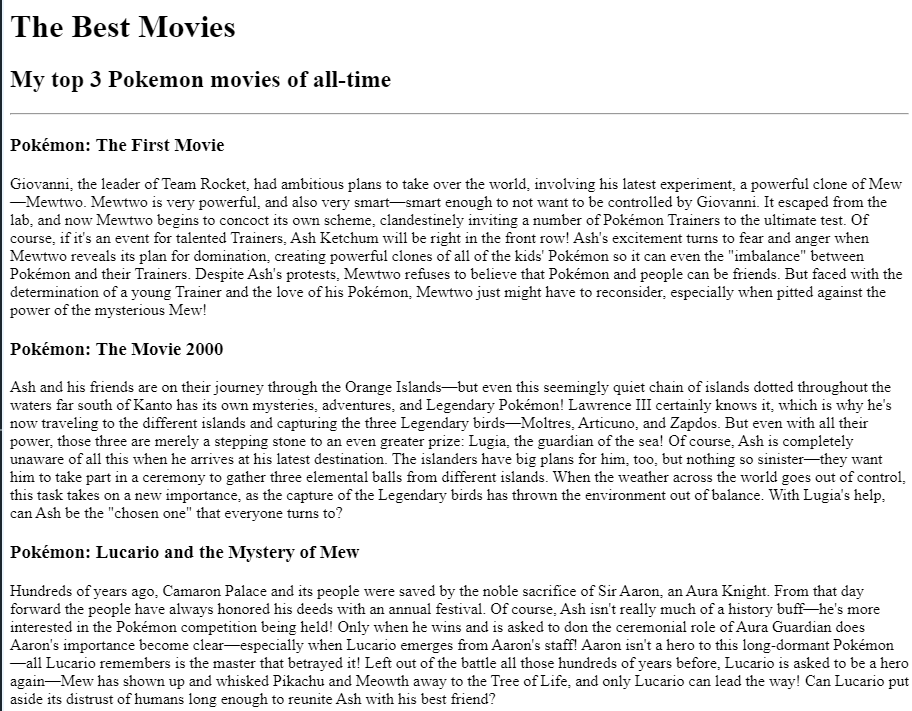 The Best Movies
My top 3 Pokemon movies of all-time
Pokémon: The First Movie
Giovanni, the leader of Team Rocket, had ambitious plans to take over the world, involving his latest experiment, a powerful clone of Mew
—Mewtwo. Mewtwo is very powerful, and also very smart—smart enough to not want to be controlled by Giovanni. It escaped from the
lab, and now Mewtwo begins to concoct its own scheme, clandestinely inviting a number of Pokémon Trainers to the ultimate test. Of
course, if it's an event for talented Trainers, Ash Ketchum will be right in the front row! Ash's excitement turns to fear and anger when
Mewtwo reveals its plan for domination, creating powerful clones of all of the kids' Pokémon so it can even the "imbalance" between
Pokémon and their Trainers. Despite Ash's protests, Mewtwo refuses to believe that Pokémon and people can be friends. But faced with the
determination of a young Trainer and the love of his Pokémon, Mewtwo just might have to reconsider, especially when pitted against the
power of the mysterious Mew!
Pokémon: The Movie 2000
Ash and his friends are on their journey through the Orange Islands—but even this seemingly quiet chain of islands dotted throughout the
waters far south of Kanto has its own mysteries, adventures, and Legendary Pokémon! Lawrence III certainly knows it, which is why he's
now traveling to the different islands and capturing the three Legendary birds—Moltres, Articuno, and Zapdos. But even with all their
power, those three are merely a stepping stone to an even greater prize: Lugia, the guardian of the sea! Of course, Ash is completely
unaware of all this when he arrives at his latest destination. The islanders have big plans for him, too, but nothing so sinister—they want
him to take part in a ceremony to gather three elemental balls from different islands. When the weather across the world goes out of control,
this task takes on a new importance, as the capture of the Legendary birds has thrown the environment out of balance. With Lugia's help,
can Ash be the "chosen one" that everyone turns to?
Pokémon: Lucario and the Mystery of Mew
Hundreds of years ago, Camaron Palace and its people were saved by the noble sacrifice of Sir Aaron, an Aura Knight. From that day
forward the people have always honored his deeds with an annual festival. Of course, Ash isn't really much of a history buff—he's more
interested in the Pokémon competition being held! Only when he wins and is asked to don the ceremonial role of Aura Guardian does
Aaron's importance become clear—especially when Lucario emerges from Aaron's staff! Aaron isn't a hero to this long-dormant Pokémon
—all Lucario remembers is the master that betrayed it! Left out of the battle all those hundreds of years before, Lucario is asked to be a hero
again—Mew has shown up and whisked Pikachu and Meowth away to the Tree of Life, and only Lucario can lead the way! Can Lucario put
aside its distrust of humans long enough to reunite Ash with his best friend?